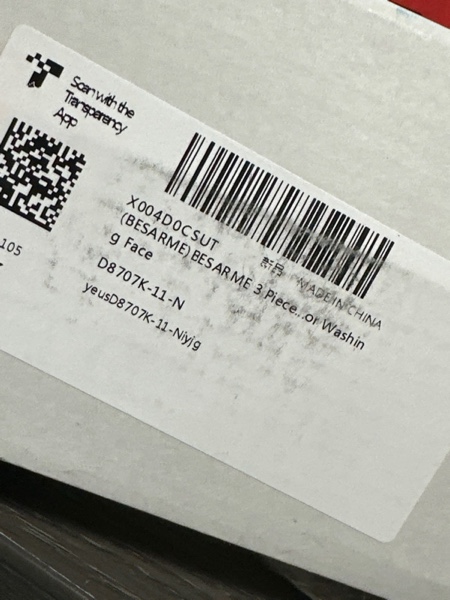 Scan with the
Transparency
App
105
X004D0CSUT
新品 MADE IN CHINA
(BESARME) BESARME 3 Piece...or Washin
g Face
D8707K-11-N
yeusD8707K-11-Niyjg